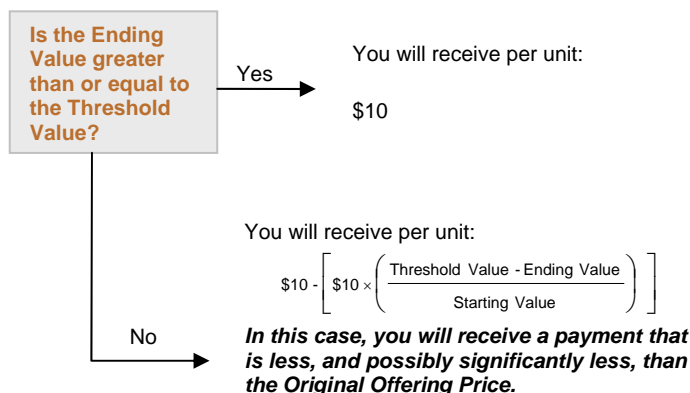 Is the Ending
Value greater
than or equal to
the Threshold
Value?
Yes
You will receive per unit:
$10
You will receive per unit:
$10 - [ $10 × ( Threshold Value - Ending Value / Starting Value ) ]
No
In this case, you will receive a payment that
is less, and possibly significantly less, than
the Original Offering Price.